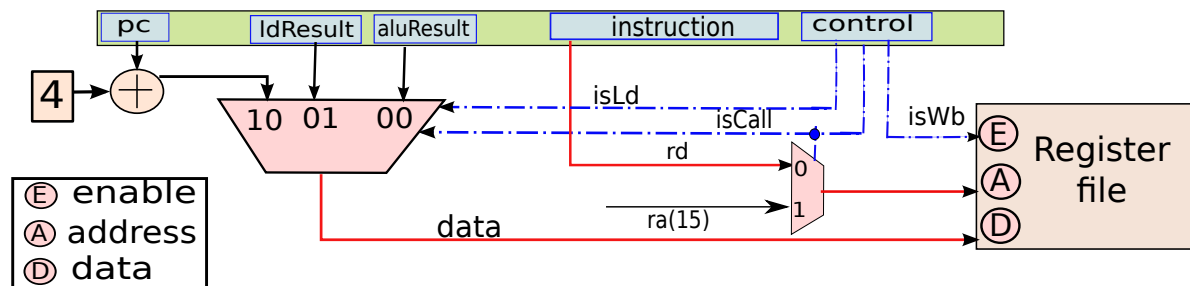 pc
ldResult
aluResult
instruction
control
4
10
01
00
isLd
isCall
isWb
rd
0
1
ra(15)
data
E
A
D
Register
file
E enable
A address
D data